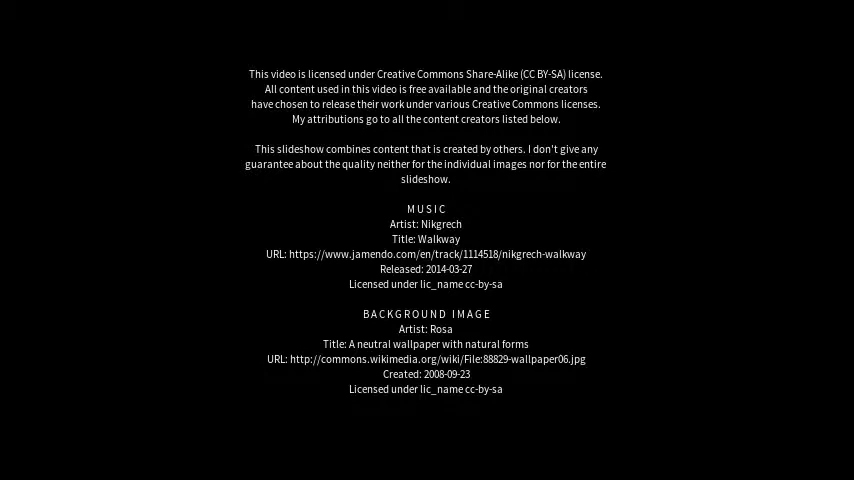 This video is licensed under Creative Commons Share-Alike (CC BY-SA) license.
All content used in this video is free available and the original creators
have chosen to release their work under various Creative Commons licenses.
My attributions go to all the content creators listed below.
This slideshow combines content that is created by others. I don't give any
guarantee about the quality neither for the individual images nor for the entire
slideshow.
MUSIC
Artist: Nikgrech
Title: Walkway
URL: https://www.jamendo.com/en/track/1114518/nikgrech-walkway
Released: 2014-03-27
Licensed under lic_name cc-by-sa
BACKGROUND IMAGE
Artist: Rosa
Title: A neutral wallpaper with natural forms
URL: http://commons.wikimedia.org/wiki/File:88829-wallpaper06.jpg
Created: 2008-09-23
Licensed under lic_name cc-by-sa